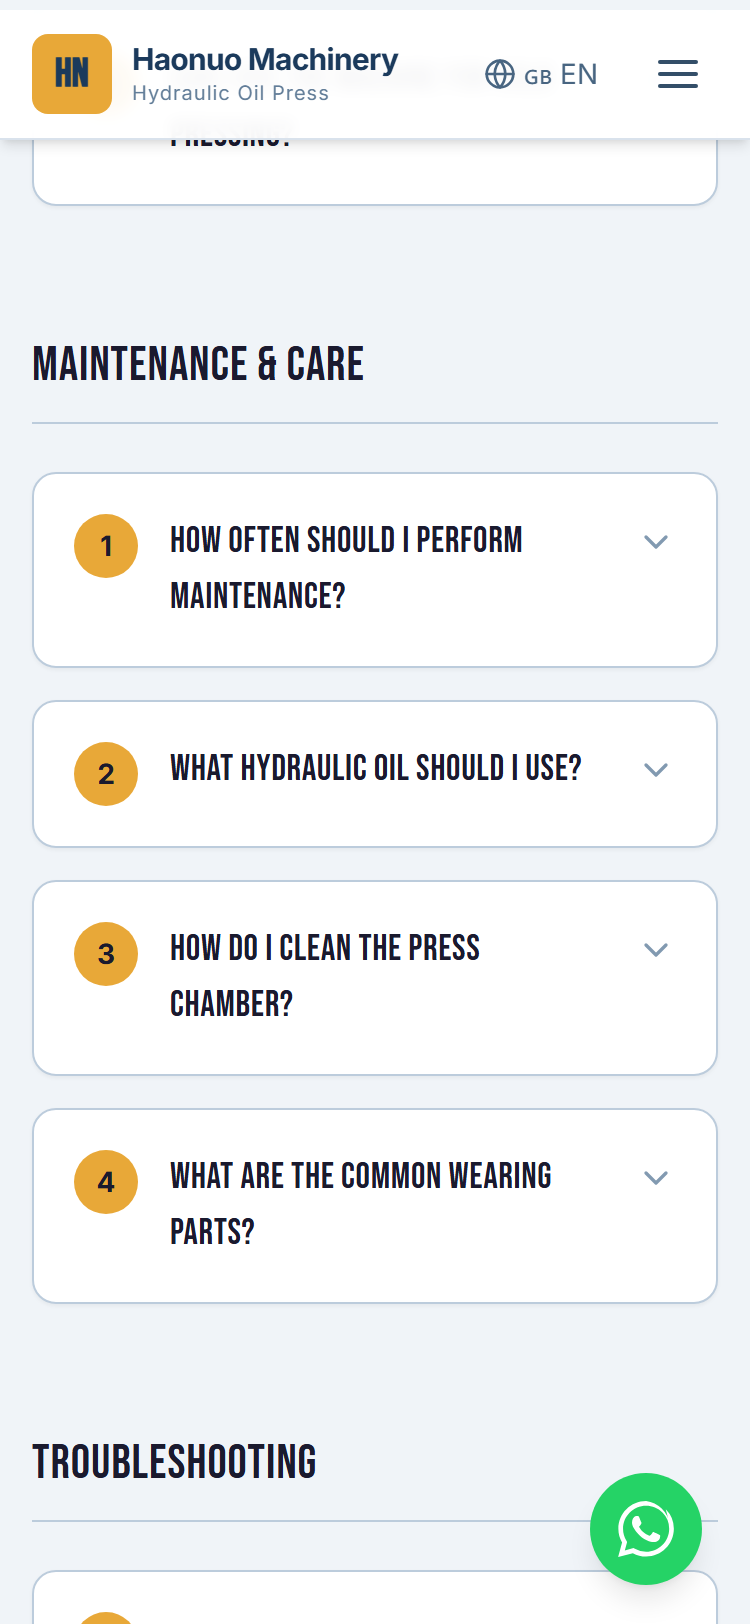 HN
Haonuo Machinery
Hydraulic Oil Press
GB EN
PRESSING?
MAINTENANCE & CARE
1
HOW OFTEN SHOULD I PERFORM
MAINTENANCE?
2
WHAT HYDRAULIC OIL SHOULD I USE?
3
HOW DO I CLEAN THE PRESS
CHAMBER?
4
WHAT ARE THE COMMON WEARING
PARTS?
TROUBLESHOOTING